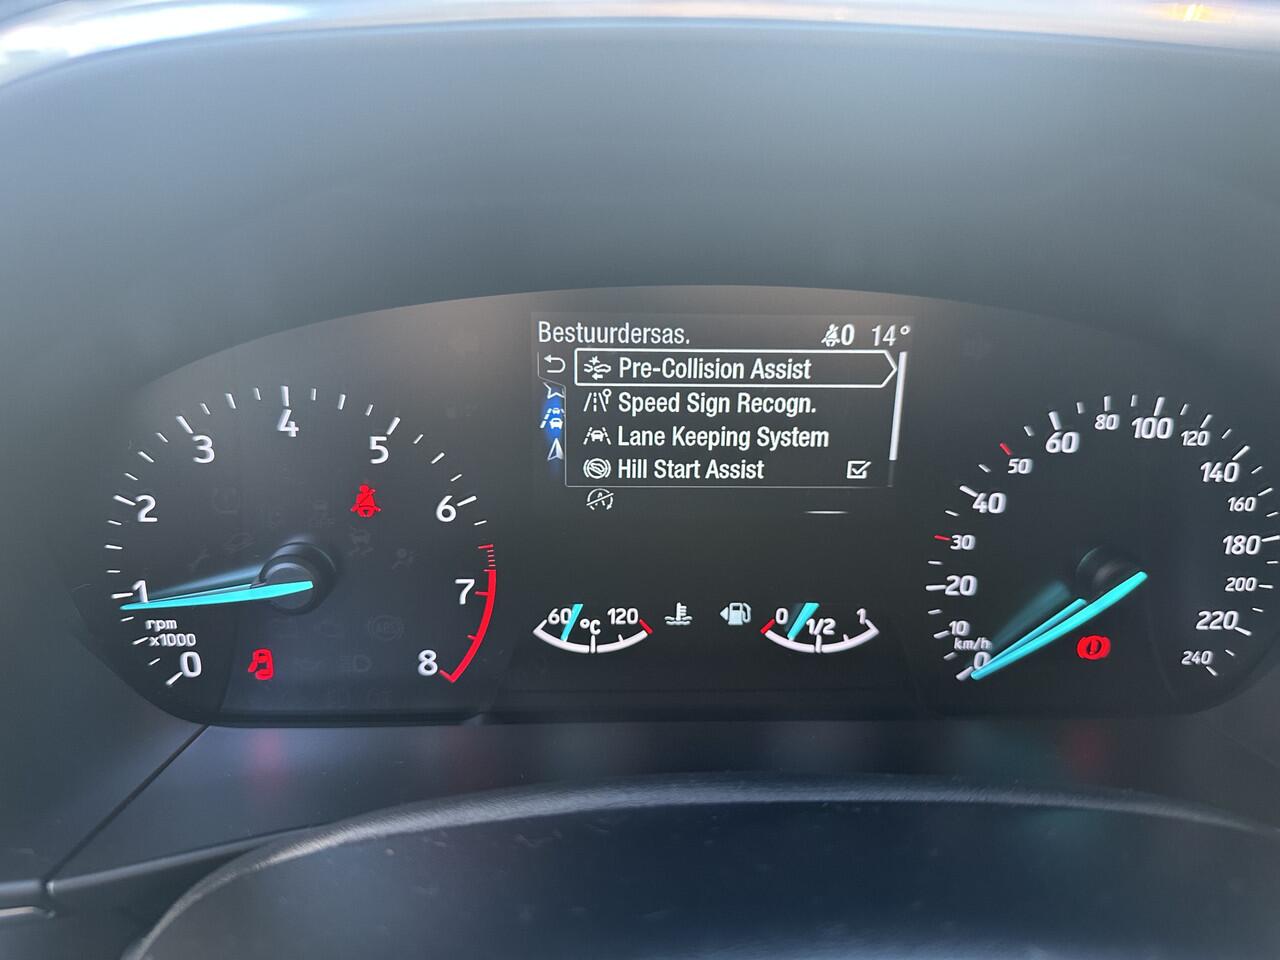 Bestuurdersas. 0 14°
Pre-Collision Assist
Speed Sign Recogn.
Lane Keeping System
Hill Start Assist
0
1
2
3
4
5
6
7
8
rpm
x1000
60 °C 120
0 1/2 1
0
10
20
30
40
50
60
80
100
120
140
160
180
200
220
240
km/h